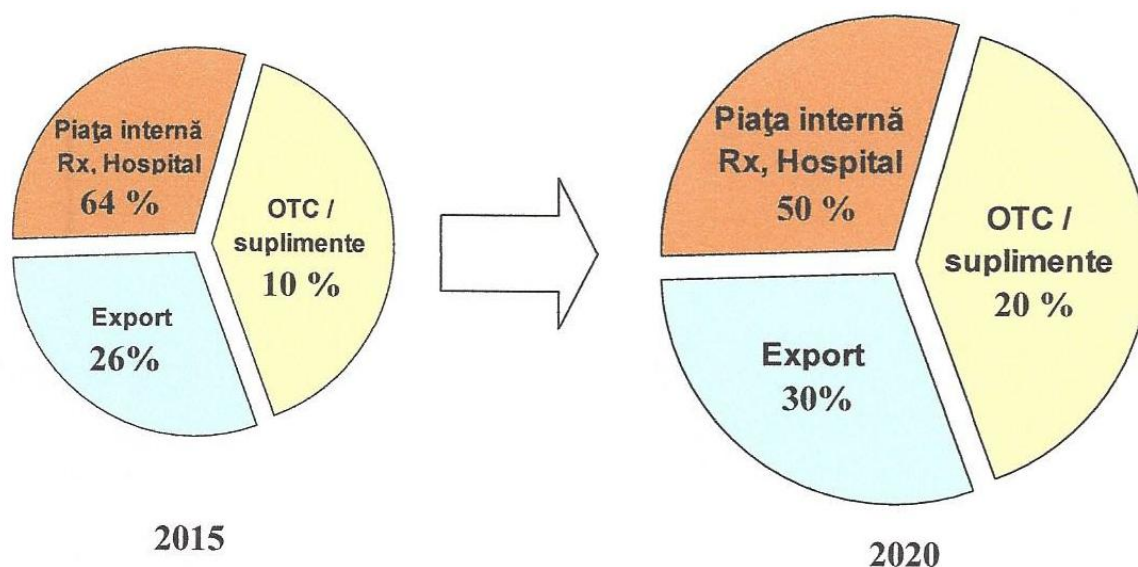 Piaţa internă
Rx, Hospital
64 %
OTC /
suplimente
10 %
Export
26%
2015
Piaţa internă
Rx, Hospital
50 %
OTC /
suplimente
20 %
Export
30%
2020